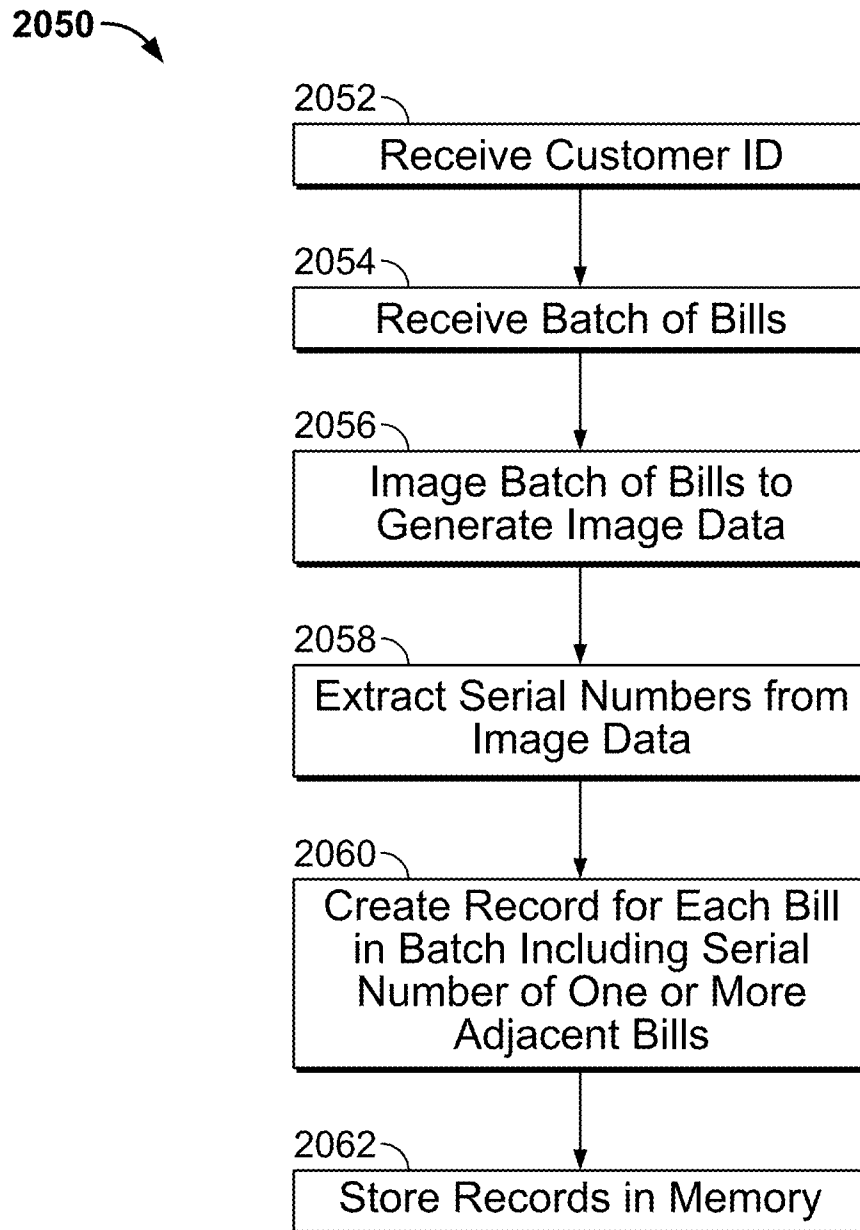 2050
2052
Receive Customer ID
2054
Receive Batch of Bills
2056
Image Batch of Bills to
Generate Image Data
2058
Extract Serial Numbers from
Image Data
2060
Create Record for Each Bill
in Batch Including Serial
Number of One or More
Adjacent Bills
2062
Store Records in Memory